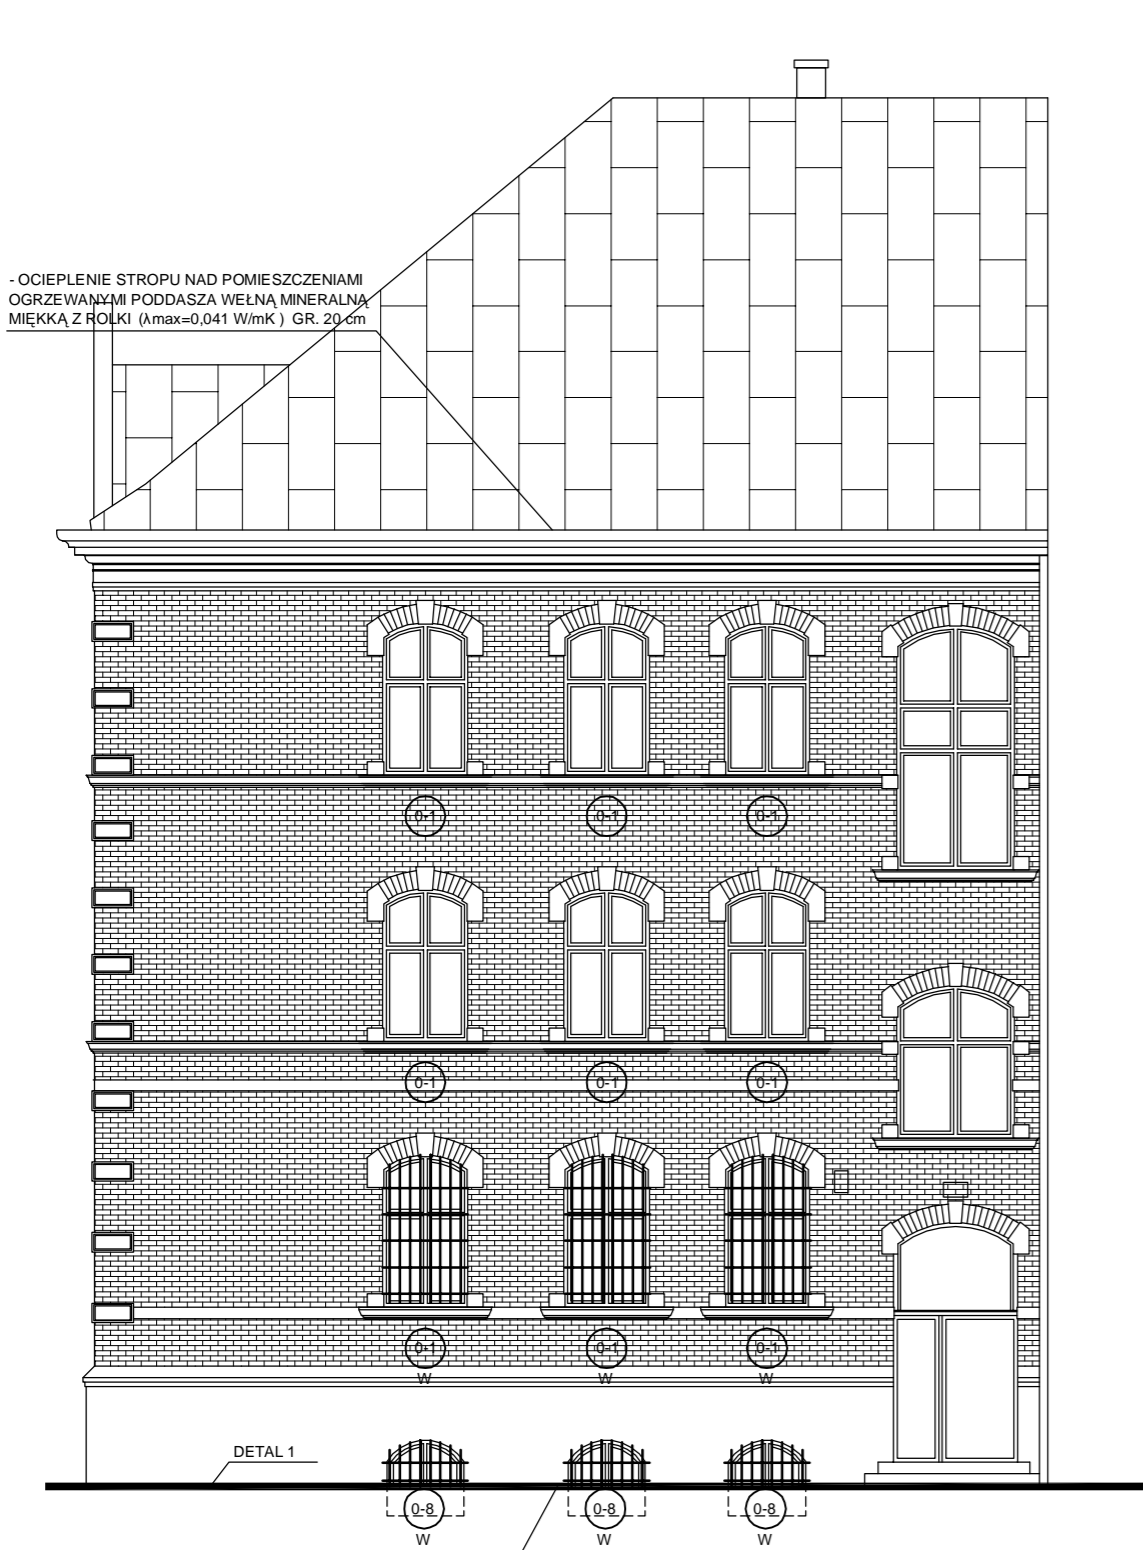 - OCIEPLENIE STROPU NAD POMIESZCZENIAMI
OGRZEWANYMI PODDASZA WEŁNĄ MINERALNĄ
MIĘKKĄ Z ROLKI (λmax=0,041 W/mK ) GR. 20 cm
0-1 0-1 0-1
0-1 0-1 0-1
0-1 0-1 0-1
W W W
DETAL 1
0-8 0-8 0-8
W W W